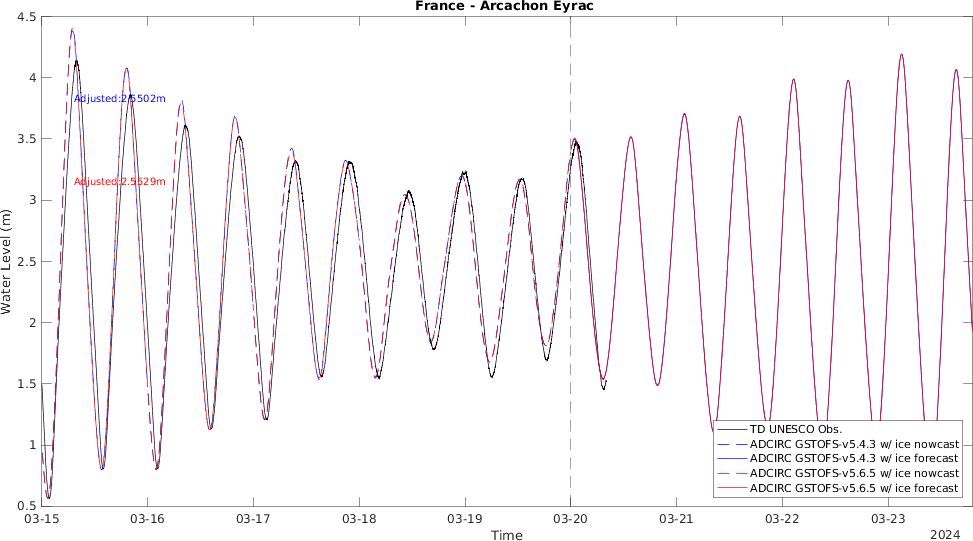 France - Arcachon Eyrac
4.5
4
3.5
3
2.5
2
1.5
1
0.5
Water Level (m)
Adjusted:2.5502m
Adjusted:2.5529m
TD UNESCO Obs.
ADCIRC GSTOFS-v5.4.3 w/ ice nowcast
ADCIRC GSTOFS-v5.4.3 w/ ice forecast
ADCIRC GSTOFS-v5.6.5 w/ ice nowcast
ADCIRC GSTOFS-v5.6.5 w/ ice forecast
03-15 03-16 03-17 03-18 03-19 03-20 03-21 03-22 03-23
Time
2024